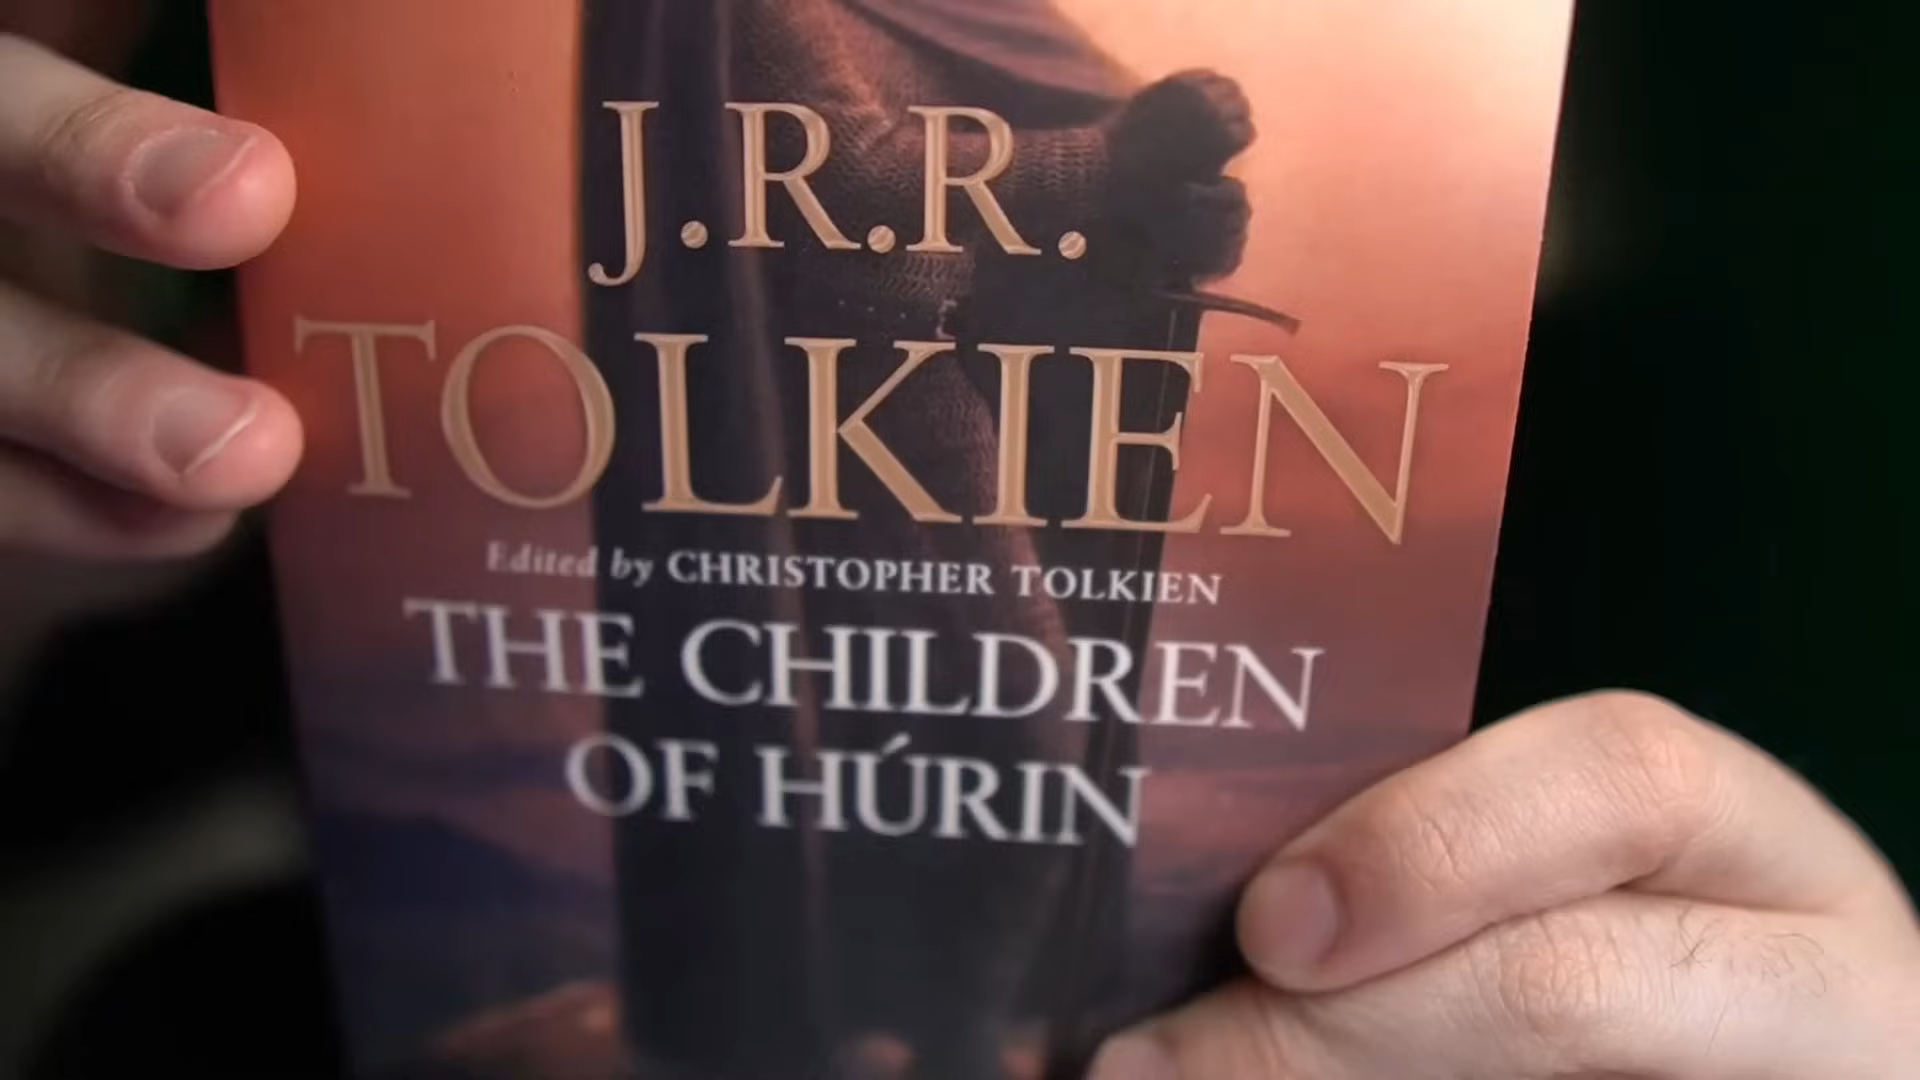 J.R.R.
TOLKIEN
Edited by CHRISTOPHER TOLKIEN
THE CHILDREN
OF HÚRIN